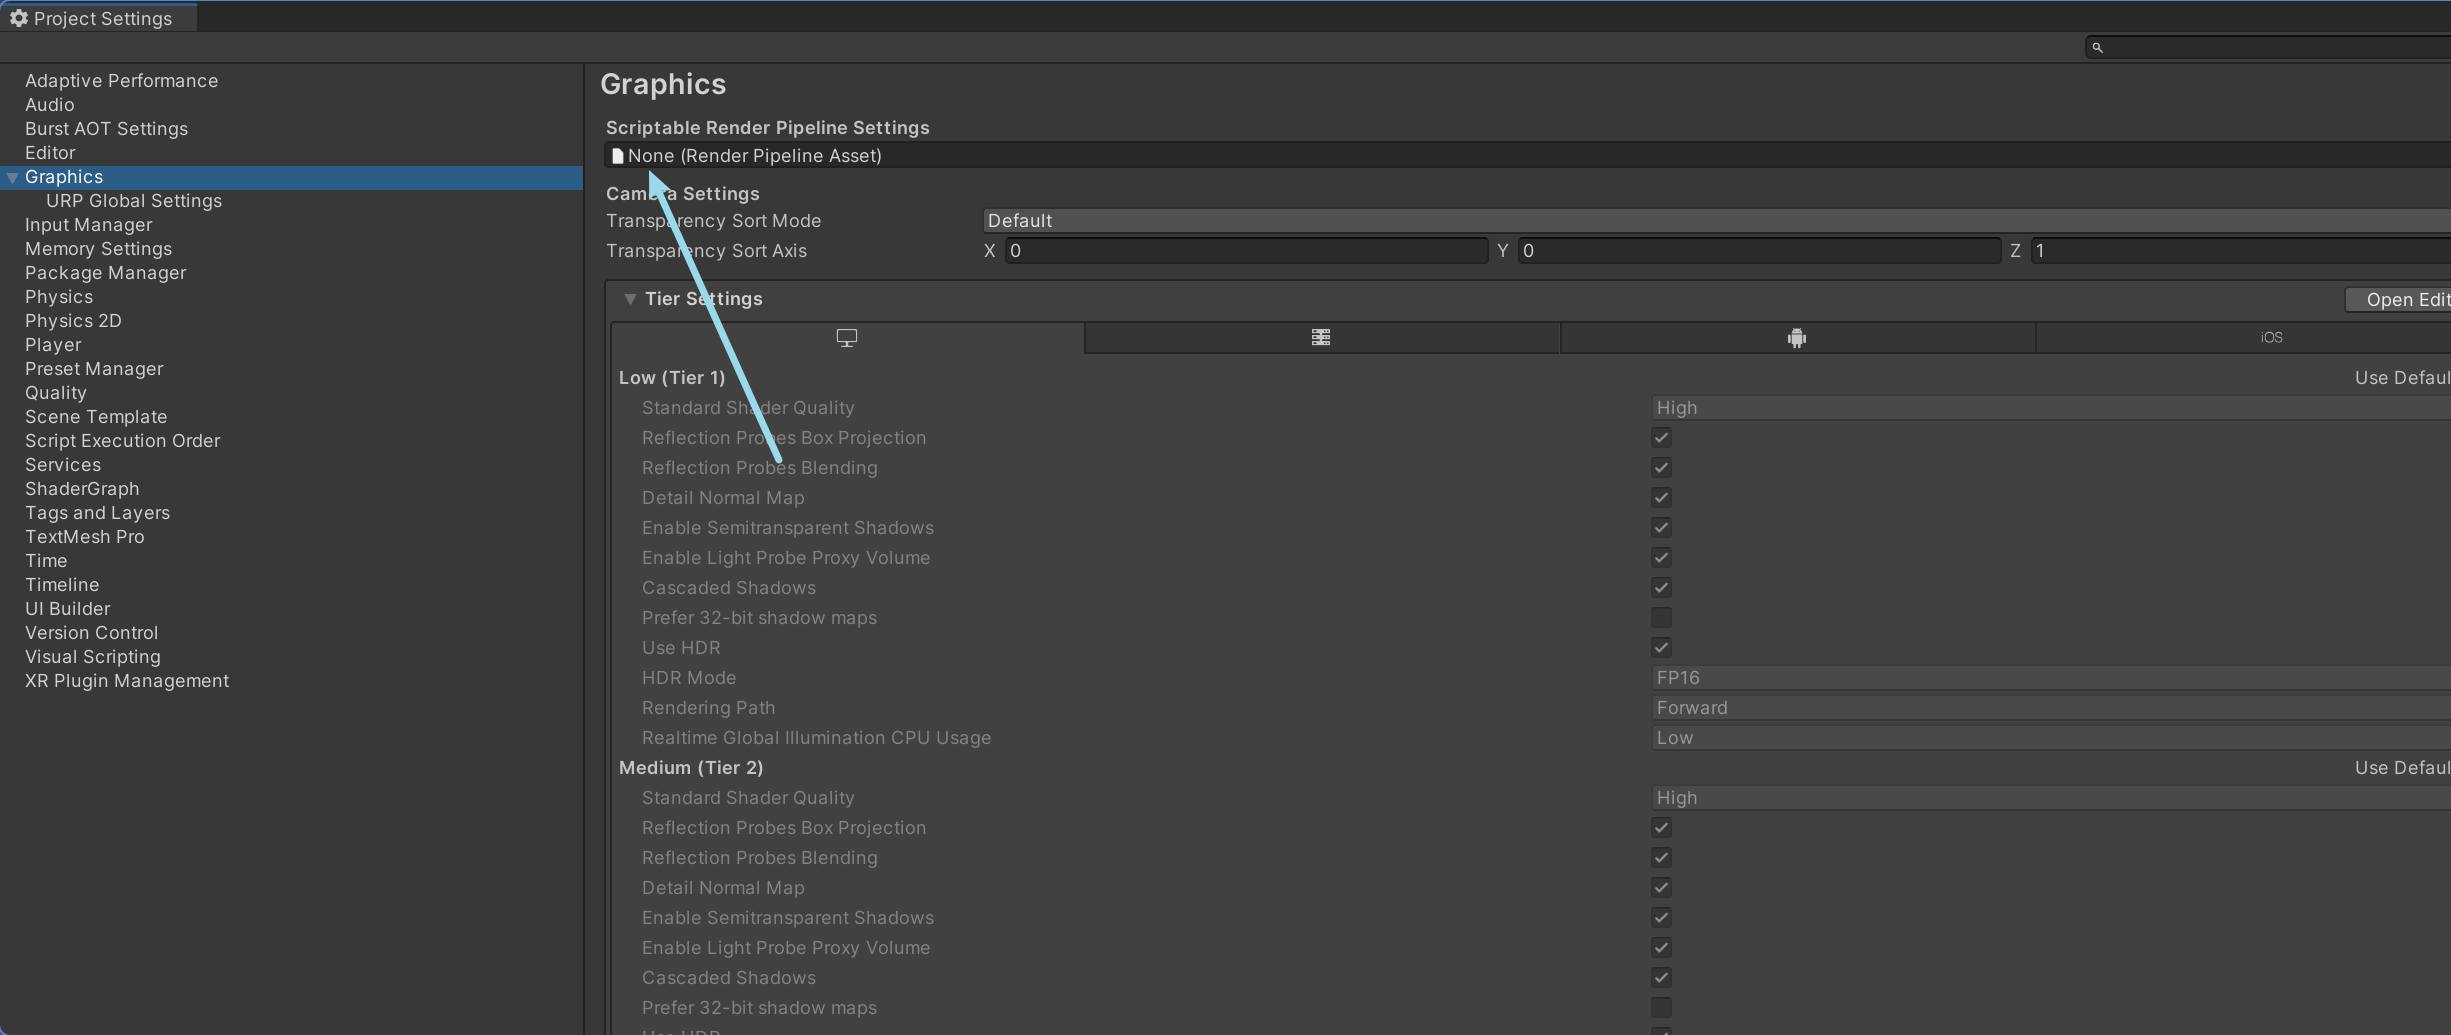 Project Settings
Adaptive Performance
Audio
Burst AOT Settings
Editor
Graphics
URP Global Settings
Input Manager
Memory Settings
Package Manager
Physics
Physics 2D
Player
Preset Manager
Quality
Scene Template
Script Execution Order
Services
ShaderGraph
Tags and Layers
TextMesh Pro
Time
Timeline
UI Builder
Version Control
Visual Scripting
XR Plugin Management
Graphics
Scriptable Render Pipeline Settings
None (Render Pipeline Asset)
Camera Settings
Transparency Sort Mode Default
Transparency Sort Axis X 0 Y 0 Z 1
Tier Settings Open Edit
iOS
Low (Tier 1) Use Defaul
Standard Shader Quality High
Reflection Probes Box Projection
Reflection Probes Blending
Detail Normal Map
Enable Semitransparent Shadows
Enable Light Probe Proxy Volume
Cascaded Shadows
Prefer 32-bit shadow maps
Use HDR
HDR Mode FP16
Rendering Path Forward
Realtime Global Illumination CPU Usage Low
Medium (Tier 2) Use Defaul
Standard Shader Quality High
Reflection Probes Box Projection
Reflection Probes Blending
Detail Normal Map
Enable Semitransparent Shadows
Enable Light Probe Proxy Volume
Cascaded Shadows
Prefer 32-bit shadow maps
Use HDR